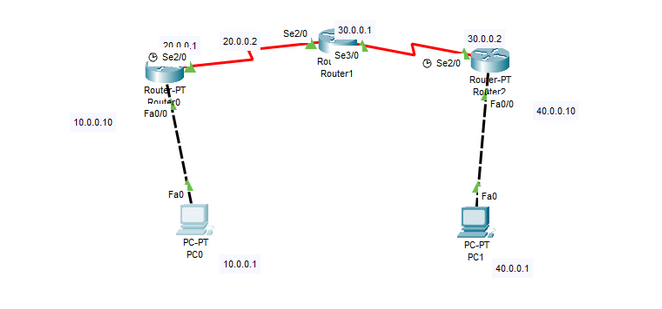 Se2/0
30.0.0.1
20.0.0.1
20.0.0.2
30.0.0.2
Se2/0
Se3/0
Se2/0
Router1
Router-PT
Router0
Router-PT
Router2
Fa0/0
Fa0/0
10.0.0.10
40.0.0.10
Fa0
Fa0
PC-PT
PC0
PC-PT
PC1
10.0.0.1
40.0.0.1